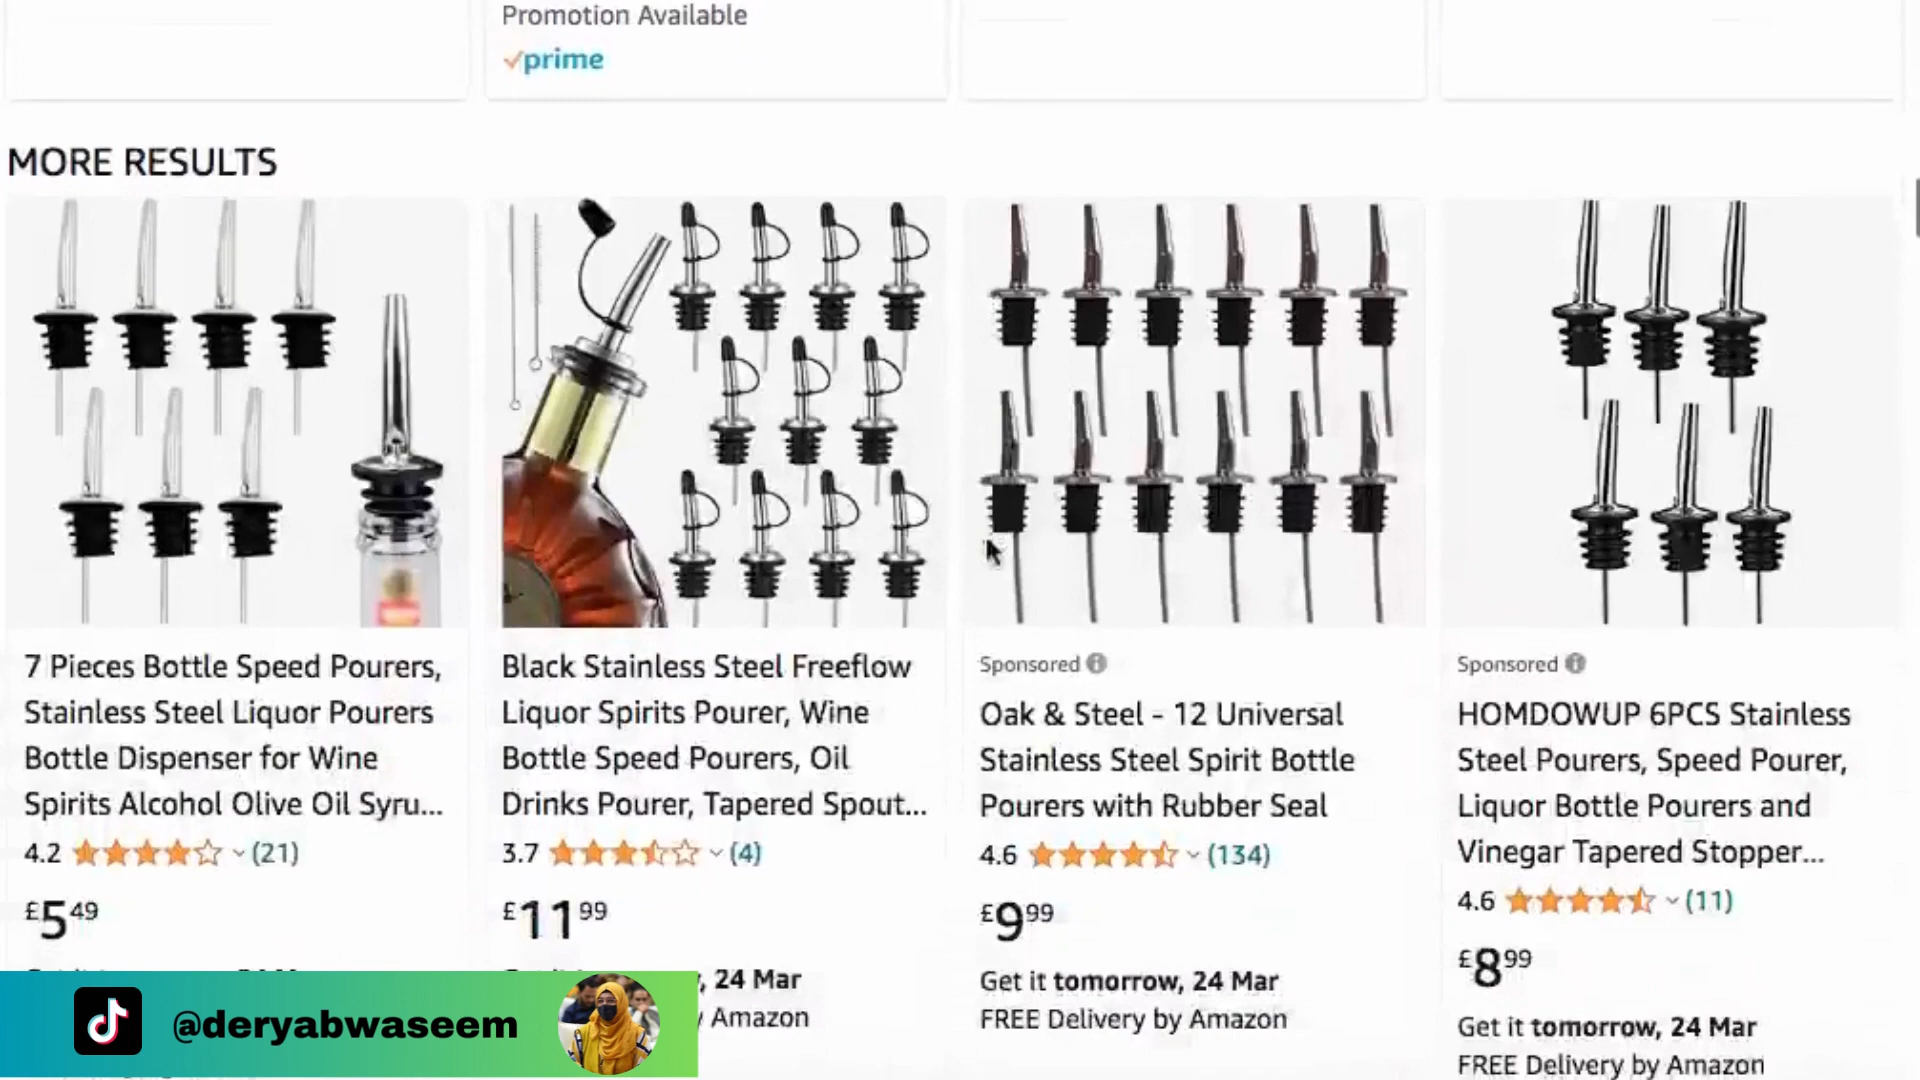 Promotion Available
prime
MORE RESULTS
7 Pieces Bottle Speed Pourers,
Stainless Steel Liquor Pourers
Bottle Dispenser for Wine
Spirits Alcohol Olive Oil Syru...
4.2 (21)
£5 49
Black Stainless Steel Freeflow
Liquor Spirits Pourer, Wine
Bottle Speed Pourers, Oil
Drinks Pourer, Tapered Spout...
3.7 (4)
£11 99
, 24 Mar
Amazon
Sponsored
Oak & Steel - 12 Universal
Stainless Steel Spirit Bottle
Pourers with Rubber Seal
4.6 (134)
£9 99
Get it tomorrow, 24 Mar
FREE Delivery by Amazon
Sponsored
HOMDOWUP 6PCS Stainless
Steel Pourers, Speed Pourer,
Liquor Bottle Pourers and
Vinegar Tapered Stopper...
4.6 (11)
£8 99
Get it tomorrow, 24 Mar
FREE Delivery by Amazon
@deryabwaseem